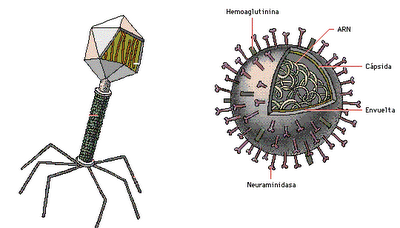 Hemoaglutinina
ARN
Cápsida
Envuelta
Neuraminidasa